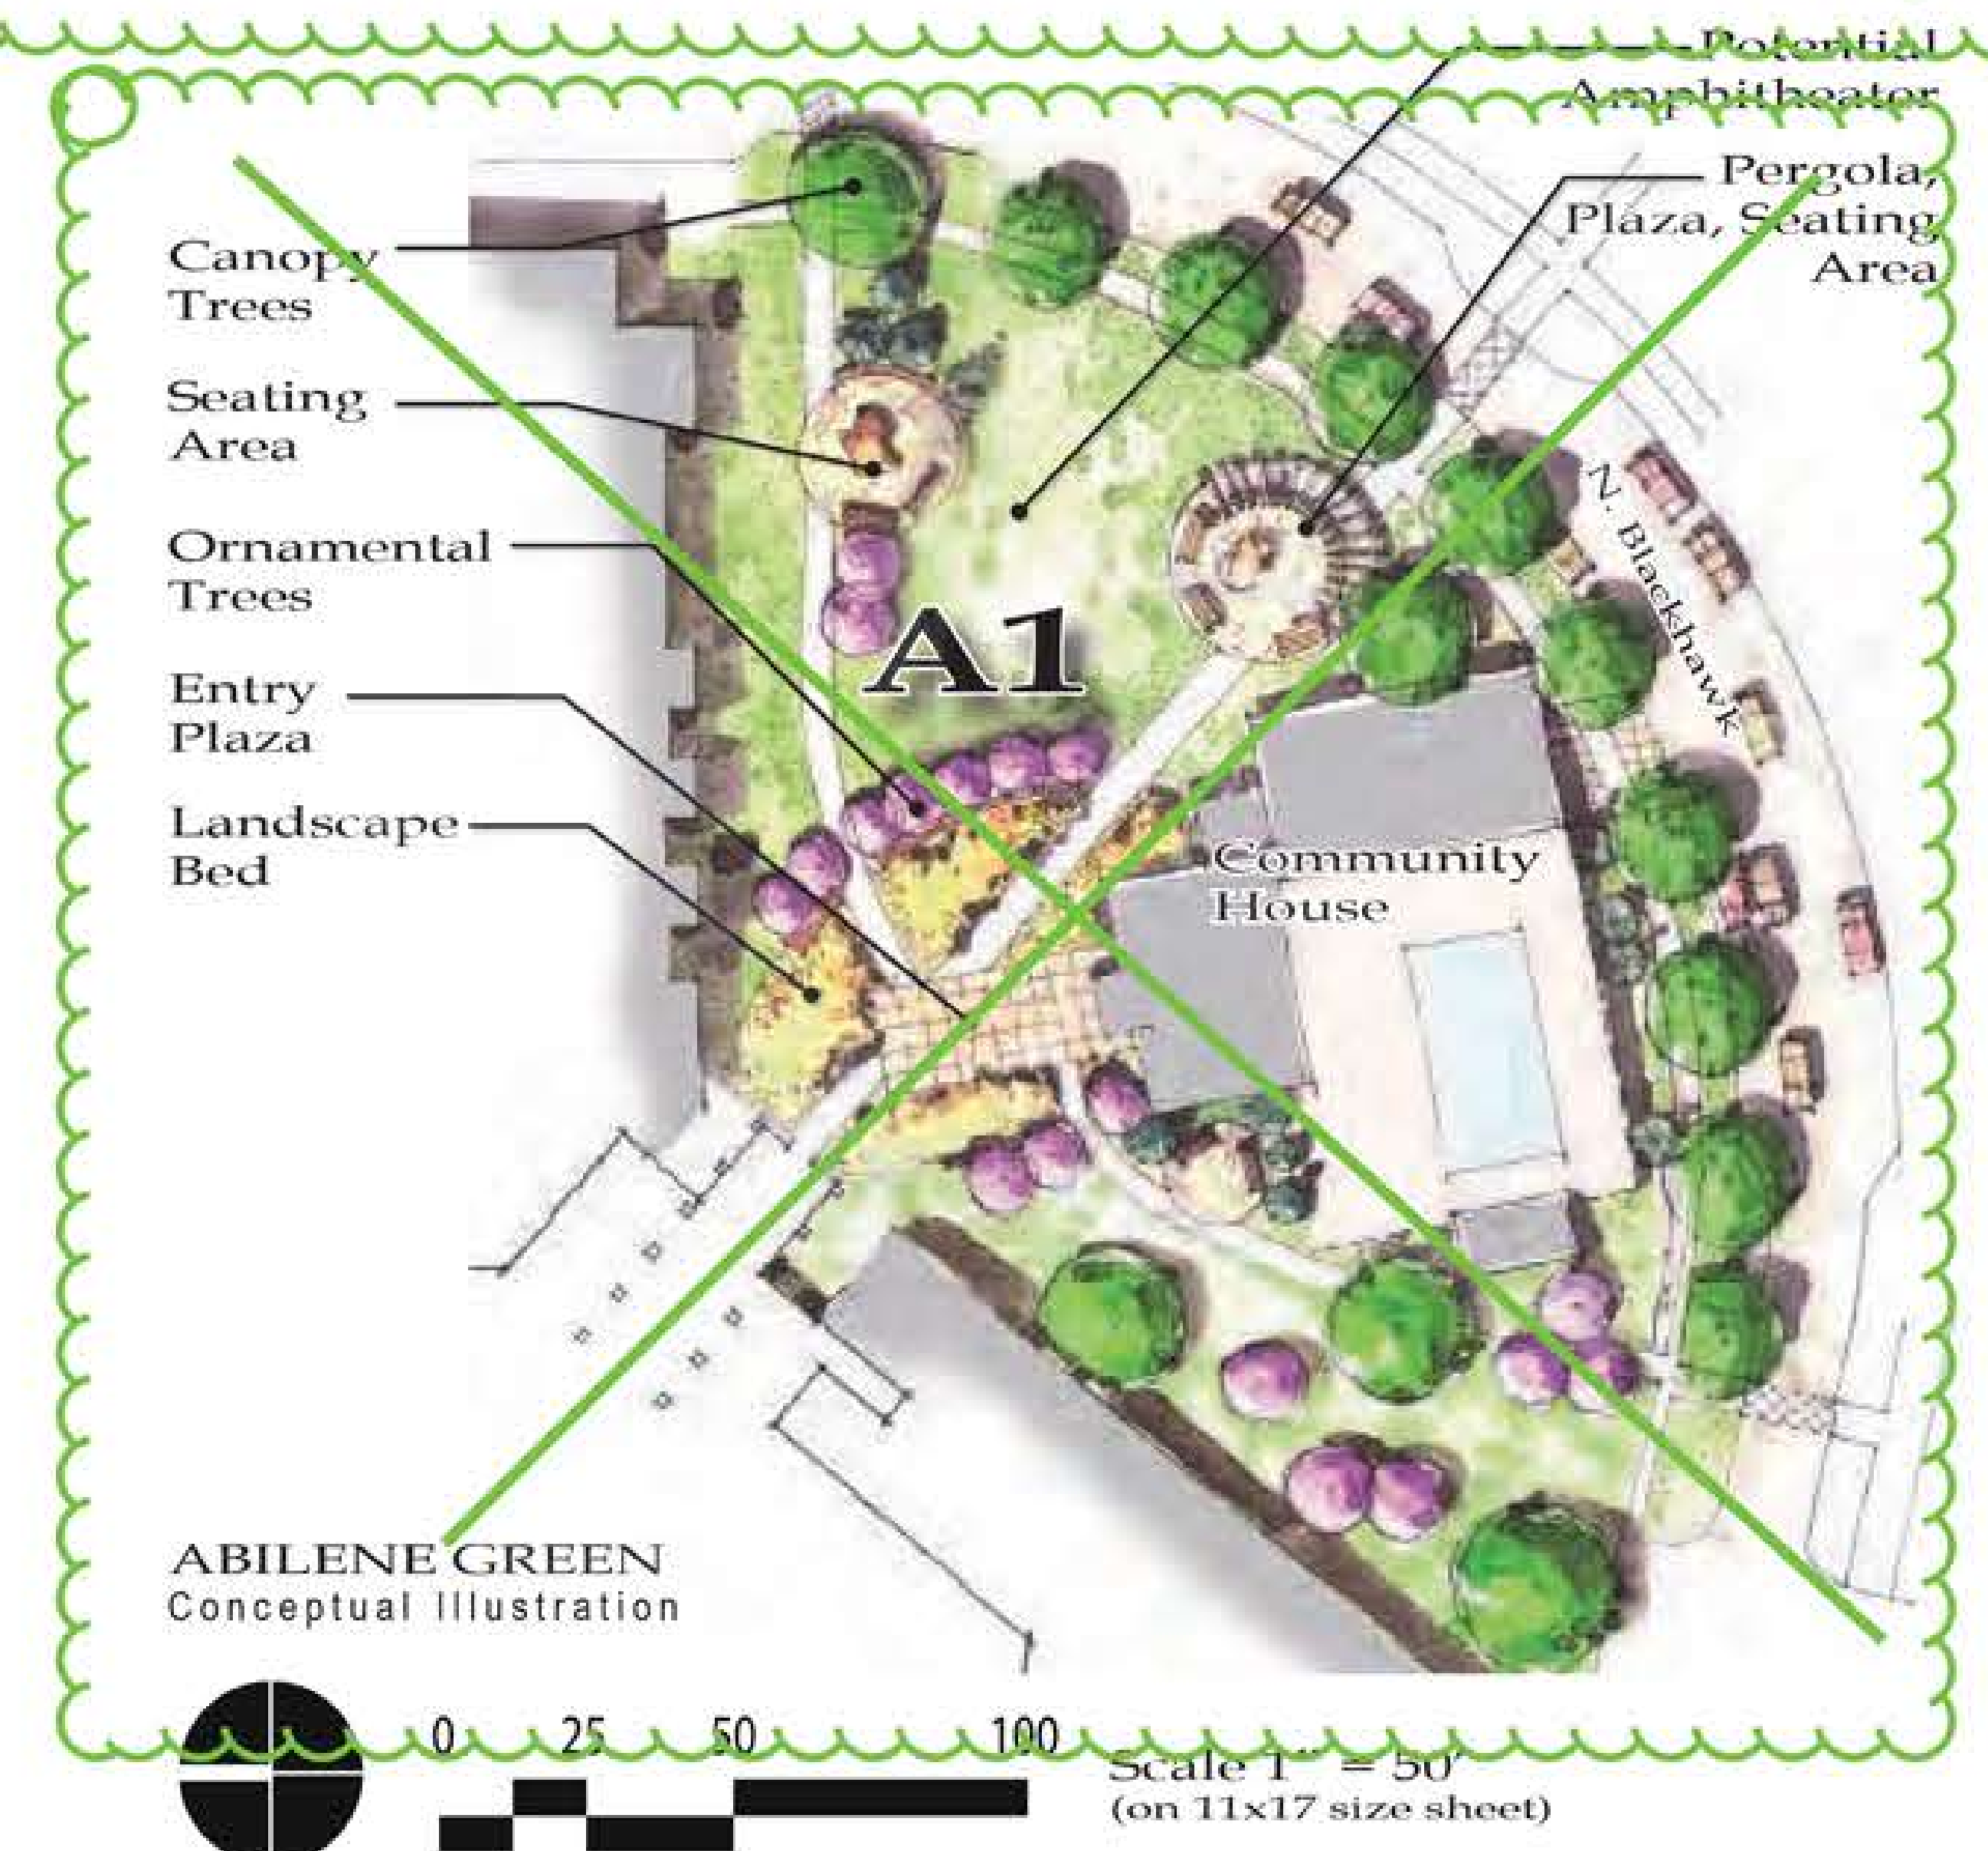 Potential
Amphitheater
Pergola,
Plaza, Seating
Area
Canopy
Trees
Seating
Area
Ornamental
Trees
Entry
Plaza
Landscape
Bed
A1
N. Blackhawk
Community
House
ABILENE GREEN
Conceptual Illustration
0 25 50 100
Scale 1" = 50'
(on 11x17 size sheet)